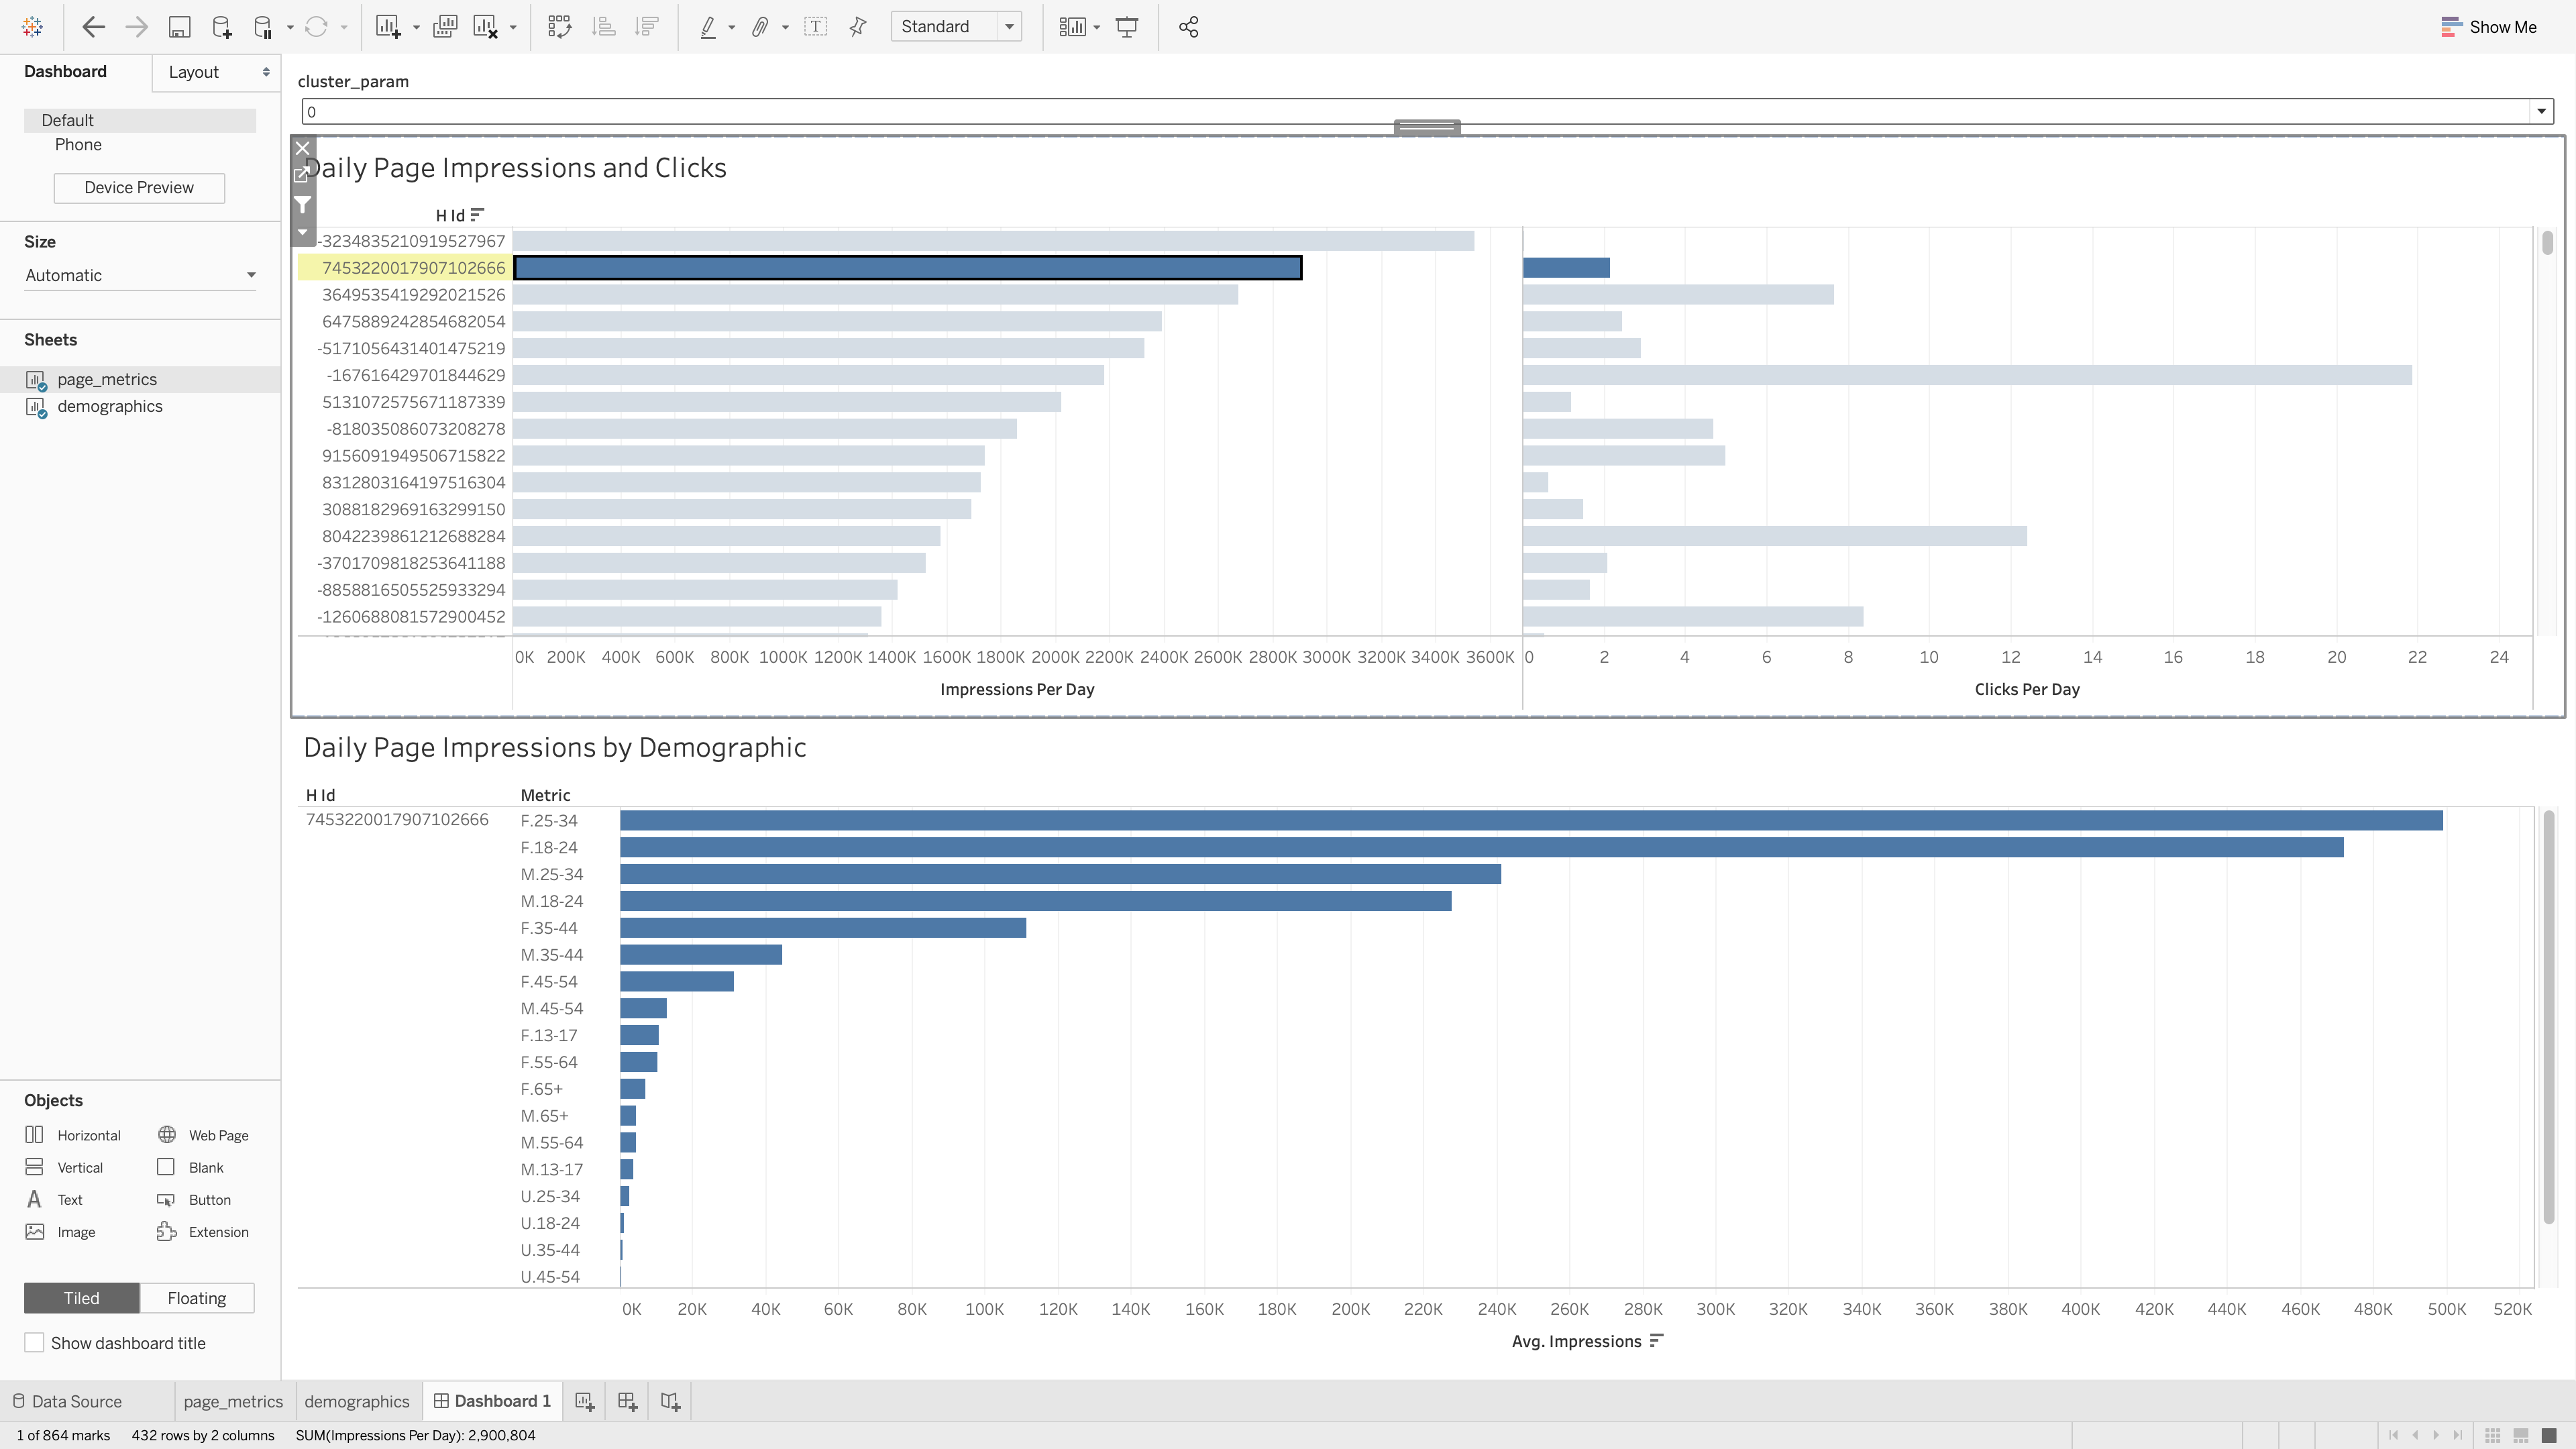 Standard
Show Me
Dashboard
Layout
Default
Phone
Device Preview
Size
Automatic
Sheets
page_metrics
demographics
Objects
Horizontal
Web Page
Vertical
Blank
Text
Button
Image
Extension
Tiled
Floating
Show dashboard title
cluster_param
0
Daily Page Impressions and Clicks
H Id
-3234835210919527967
7453220017907102666
3649535419292021526
6475889242854682054
-5171056431401475219
-167616429701844629
5131072575671187339
-818035086073208278
9156091949506715822
8312803164197516304
3088182969163299150
8042239861212688284
-3701709818253641188
-8858816505525933294
-1260688081572900452
0K 200K 400K 600K 800K 1000K 1200K 1400K 1600K 1800K 2000K 2200K 2400K 2600K 2800K 3000K 3200K 3400K 3600K 0 2 4 6 8 10 12 14 16 18 20 22 24
Impressions Per Day
Clicks Per Day
Daily Page Impressions by Demographic
H Id Metric
7453220017907102666 F.25-34
F.18-24
M.25-34
M.18-24
F.35-44
M.35-44
F.45-54
M.45-54
F.13-17
F.55-64
F.65+
M.65+
M.55-64
M.13-17
U.25-34
U.18-24
U.35-44
U.45-54
0K 20K 40K 60K 80K 100K 120K 140K 160K 180K 200K 220K 240K 260K 280K 300K 320K 340K 360K 380K 400K 420K 440K 460K 480K 500K 520K
Avg. Impressions
Data Source page_metrics demographics Dashboard 1
1 of 864 marks 432 rows by 2 columns SUM(Impressions Per Day): 2,900,804